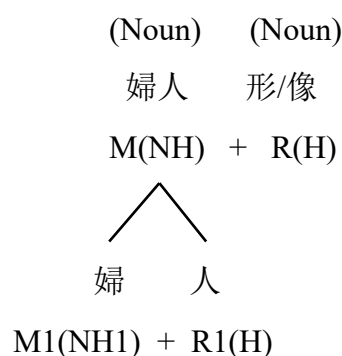 (Noun) (Noun)
婦人 形/像
M(NH) + R(H)
婦 人
M1(NH1) + R1(H)